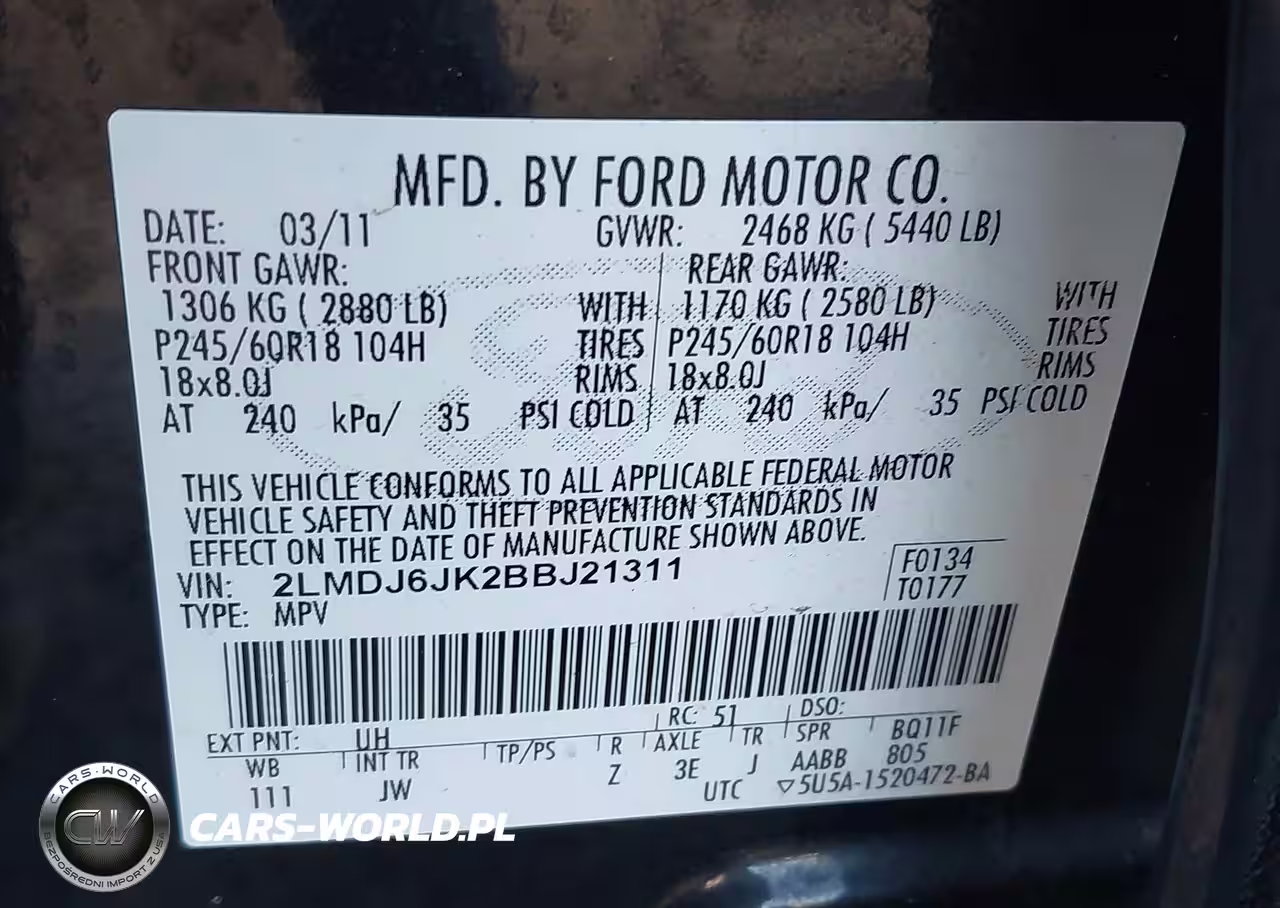 MFD. BY FORD MOTOR CO.
DATE: 03/11 GVWR: 2468 KG ( 5440 LB)
FRONT GAWR: REAR GAWR:
1306 KG ( 2880 LB) WITH 1170 KG ( 2580 LB) WITH
P245/60R18 104H TIRES P245/60R18 104H TIRES
18x8.0J RIMS 18x8.0J RIMS
AT 240 kPa/ 35 PSI COLD AT 240 kPa/ 35 PSI COLD
THIS VEHICLE CONFORMS TO ALL APPLICABLE FEDERAL MOTOR
VEHICLE SAFETY AND THEFT PREVENTION STANDARDS IN
EFFECT ON THE DATE OF MANUFACTURE SHOWN ABOVE.
VIN: 2LMDJ6JK2BBJ21311 F0134
TYPE: MPV T0177
EXT PNT: UH RC: 51 DSO:
WB INT TR TP/PS R AXLE TR SPR BQ11F
111 JW Z 3E J AABB 805
UTC ▽5U5A-1520472-BA
CARS-WORLD
CW
BEZPOŚREDNI IMPORT Z USA
CARS-WORLD.PL